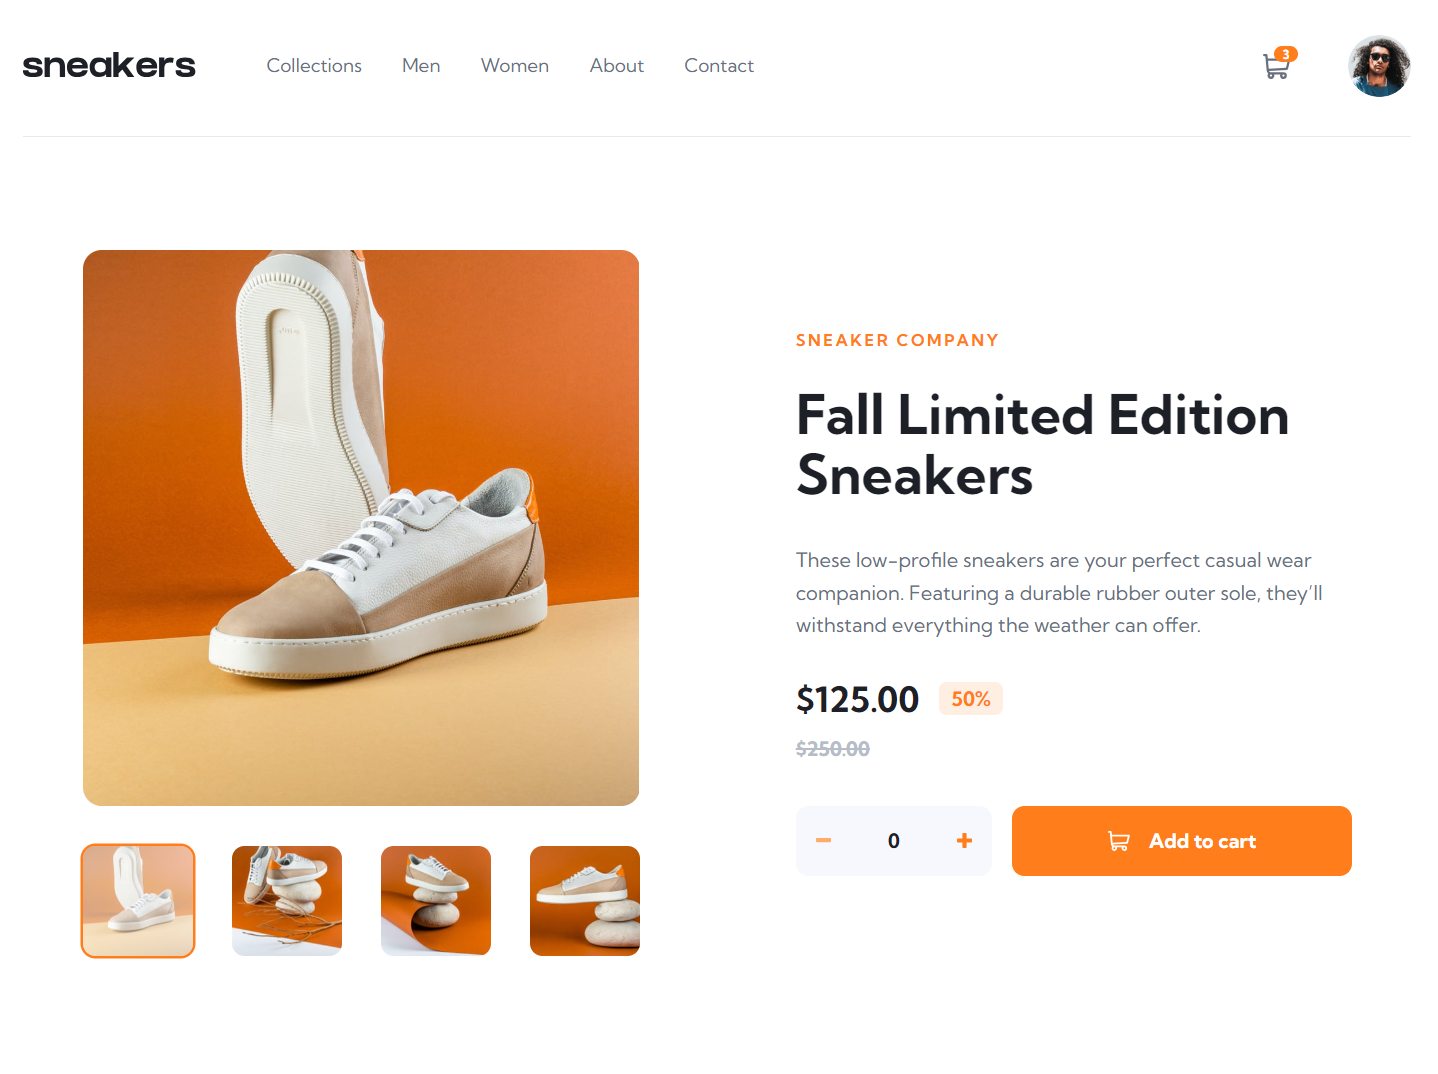 sneakers
Collections Men Women About Contact
3
SNEAKER COMPANY
Fall Limited Edition
Sneakers
These low-profile sneakers are your perfect casual wear
companion. Featuring a durable rubber outer sole, they’ll
withstand everything the weather can offer.
$125.00 50%
$250.00
0
Add to cart